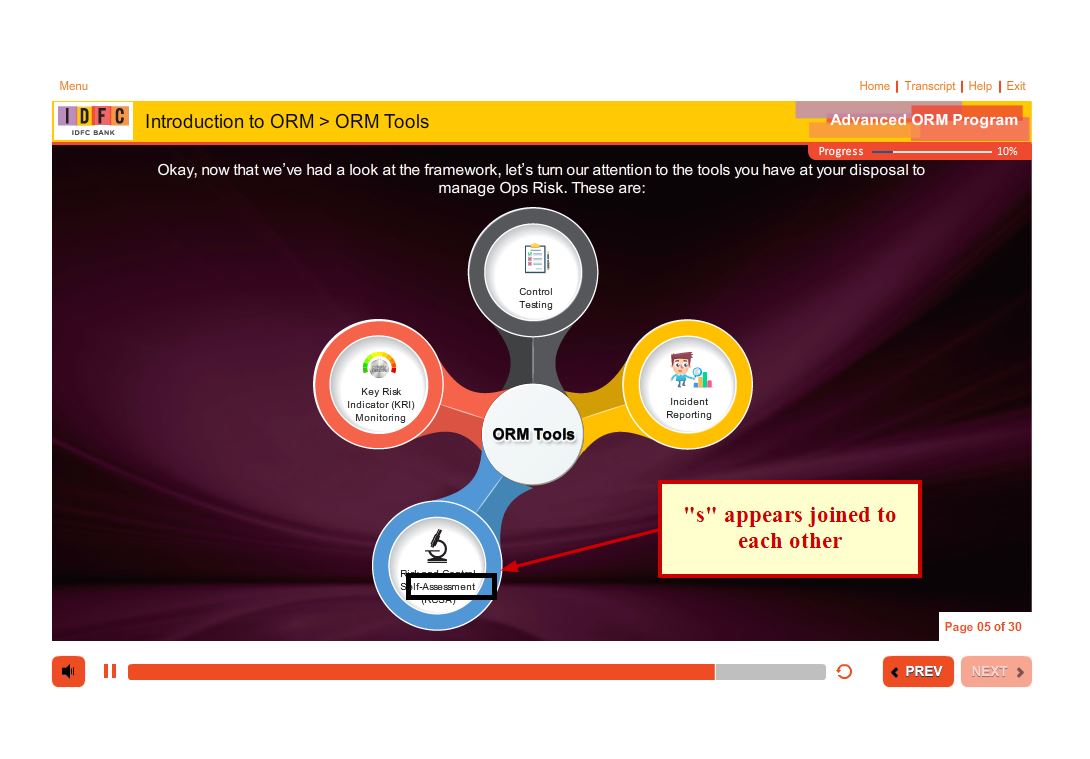 Menu
Home | Transcript | Help | Exit
IDFC
IDFC BANK
Introduction to ORM > ORM Tools
Advanced ORM Program
Progress 10%
Okay, now that we've had a look at the framework, let's turn our attention to the tools you have at your disposal to
manage Ops Risk. These are:
Control
Testing
Key Risk
Indicator (KRI)
Monitoring
Incident
Reporting
ORM Tools
Risk and Control
Self-Assessment
(RCSA)
"s" appears joined to
each other
Page 05 of 30
PREV
NEXT